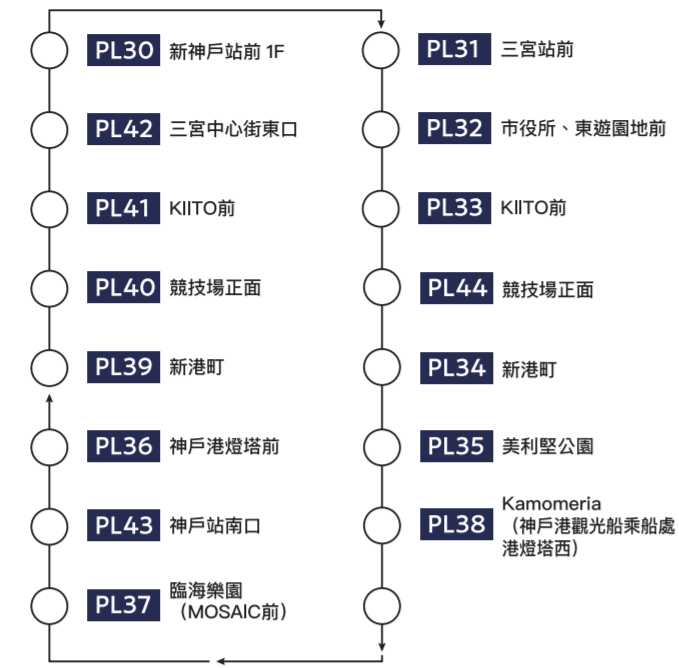 PL30 新神戶站前 1F
PL42 三宮中心街東口
PL41 KIITO前
PL40 競技場正面
PL39 新港町
PL36 神戶港燈塔前
PL43 神戶站南口
PL37 臨海樂園
（MOSAIC前）
PL31 三宮站前
PL32 市役所、東遊園地前
PL33 KIITO前
PL44 競技場正面
PL34 新港町
PL35 美利堅公園
PL38 Kamomeria
（神戶港觀光船乘船處
港燈塔西）